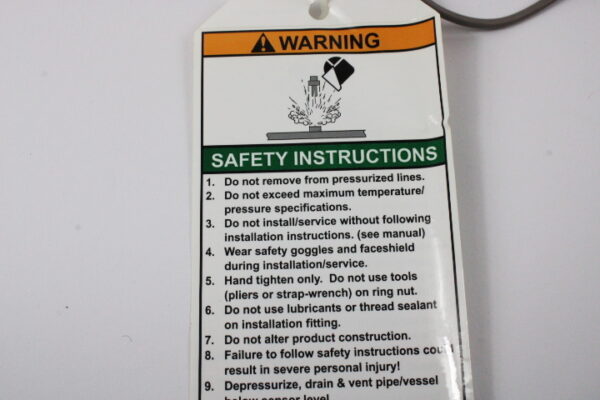 WARNING
SAFETY INSTRUCTIONS
1. Do not remove from pressurized lines.
2. Do not exceed maximum temperature/
pressure specifications.
3. Do not install/service without following
installation instructions. (see manual)
4. Wear safety goggles and faceshield
during installation/service.
5. Hand tighten only. Do not use tools
(pliers or strap-wrench) on ring nut.
6. Do not use lubricants or thread sealant
on installation fitting.
7. Do not alter product construction.
8. Failure to follow safety instructions could
result in severe personal injury!
9. Depressurize, drain & vent pipe/vessel
below sensor level